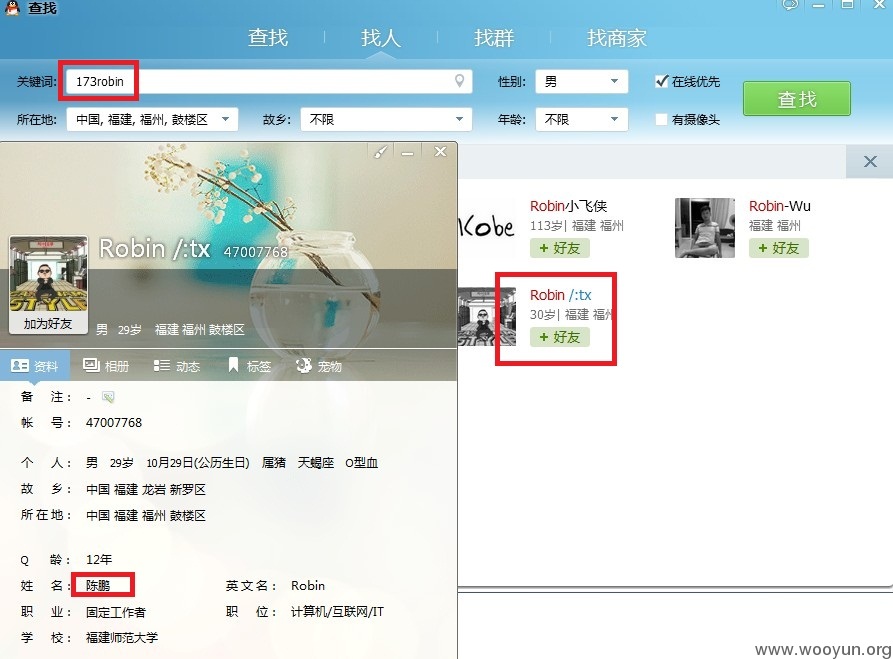 查找
查找 找人 找群 找商家
关键词: 173robin 性别: 男 在线优先 查找
所在地: 中国, 福建, 福州, 鼓楼区 故乡: 不限 年龄: 不限 有摄像头
Robin小飞侠
113岁| 福建 福州
+ 好友
Kobe
Robin-Wu
福建 福州
+ 好友
Robin /:tx
30岁| 福建 福州
+ 好友
Robin /:tx 47007768
加为好友
男 29岁 福建 福州 鼓楼区
资料 相册 动态 标签 宠物
备 注: -
帐 号: 47007768
个 人: 男 29岁 10月29日(公历生日) 属猪 天蝎座 O型血
故 乡: 中国 福建 龙岩 新罗区
所在地: 中国 福建 福州 鼓楼区
Q 龄: 12年
姓 名: 陈鹏 英文名: Robin
职 业: 固定工作者 职 位: 计算机/互联网/IT
学 校: 福建师范大学
www.wooyun.org